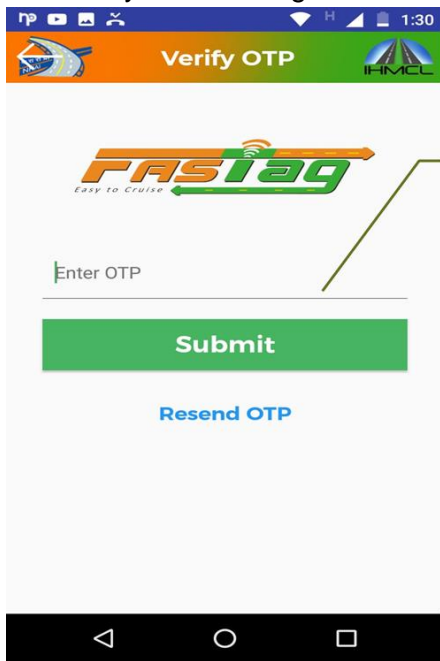 1:30
Verify OTP
IHMCL
FASTag
Easy to Cruise
Enter OTP
Submit
Resend OTP